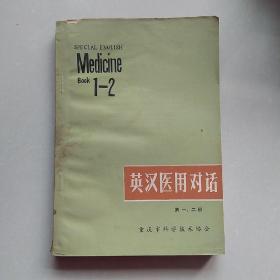 SPECIAL ENGLISH
Medicine
Book 1-2
英汉医用对话
第一、二册
重庆市科学技术协会